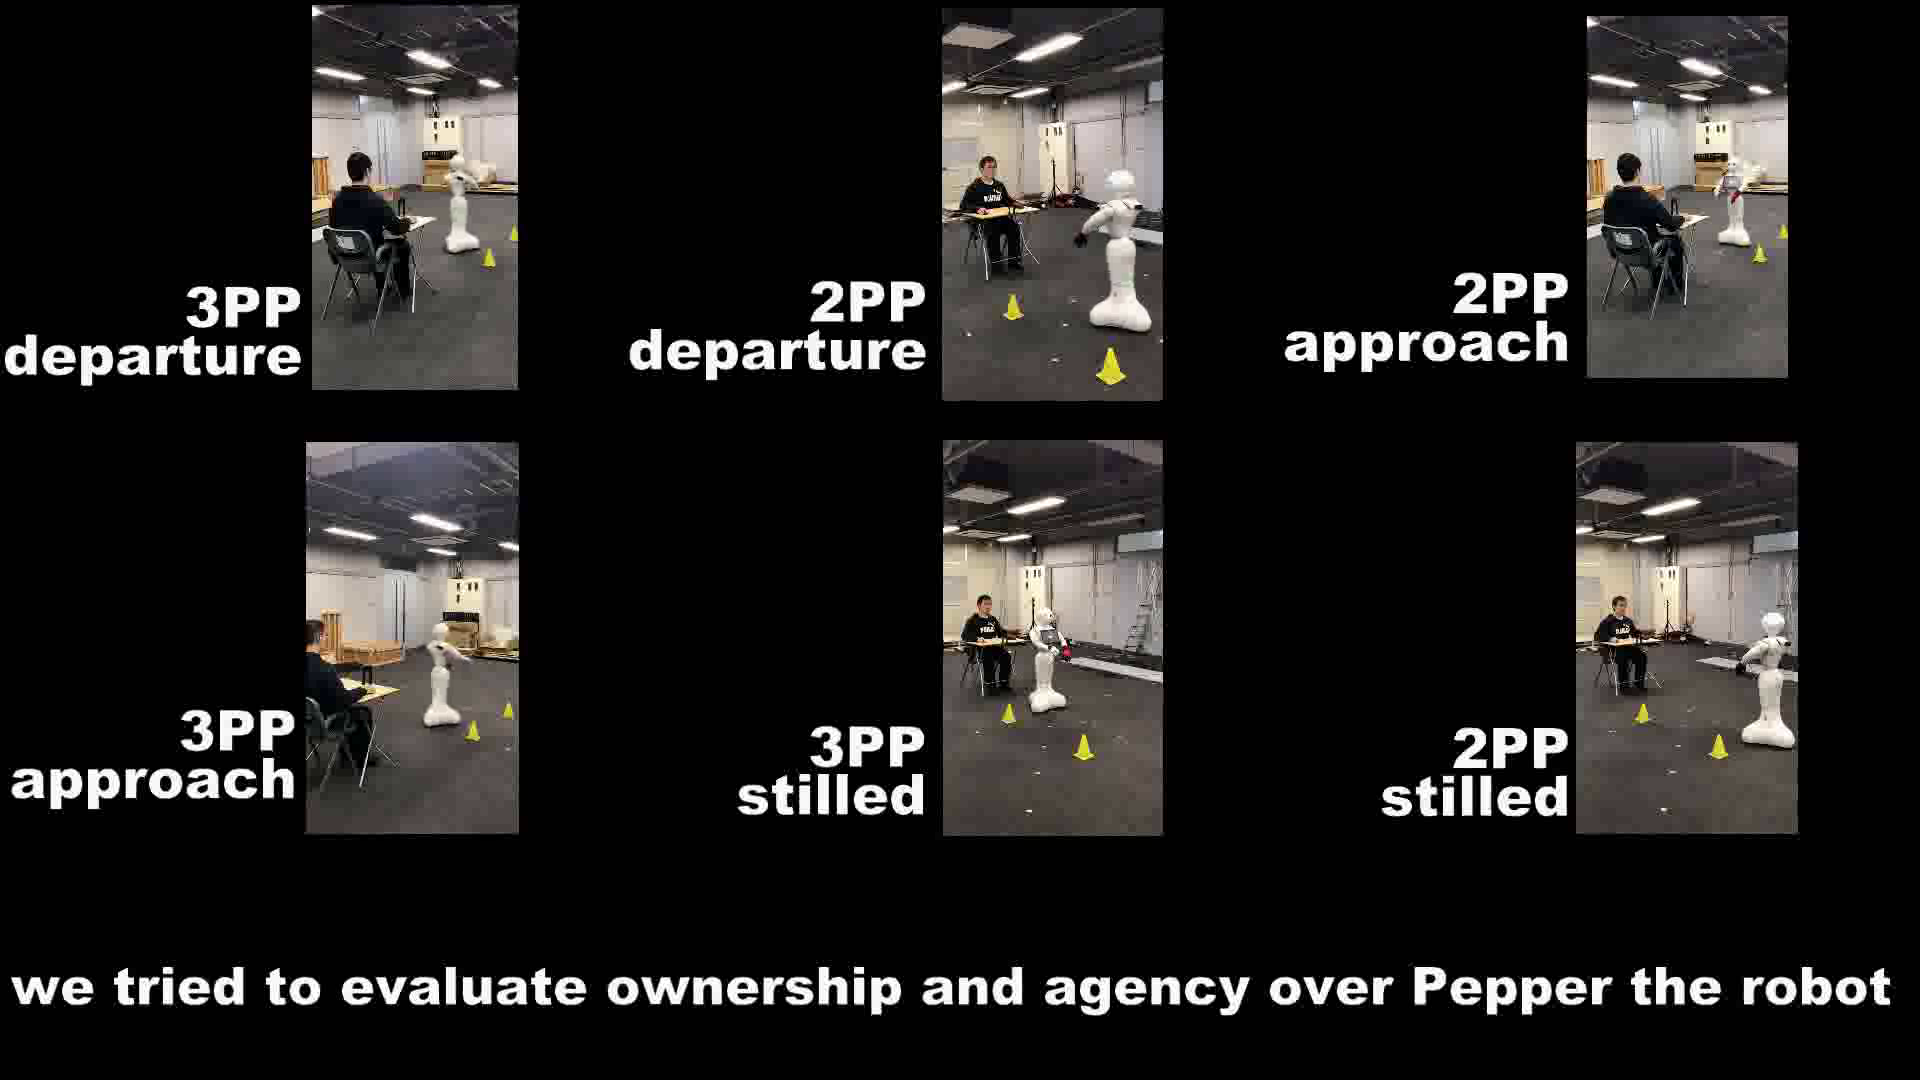 3PP
departure
2PP
departure
2PP
approach
3PP
approach
3PP
stilled
2PP
stilled
we tried to evaluate ownership and agency over Pepper the robot